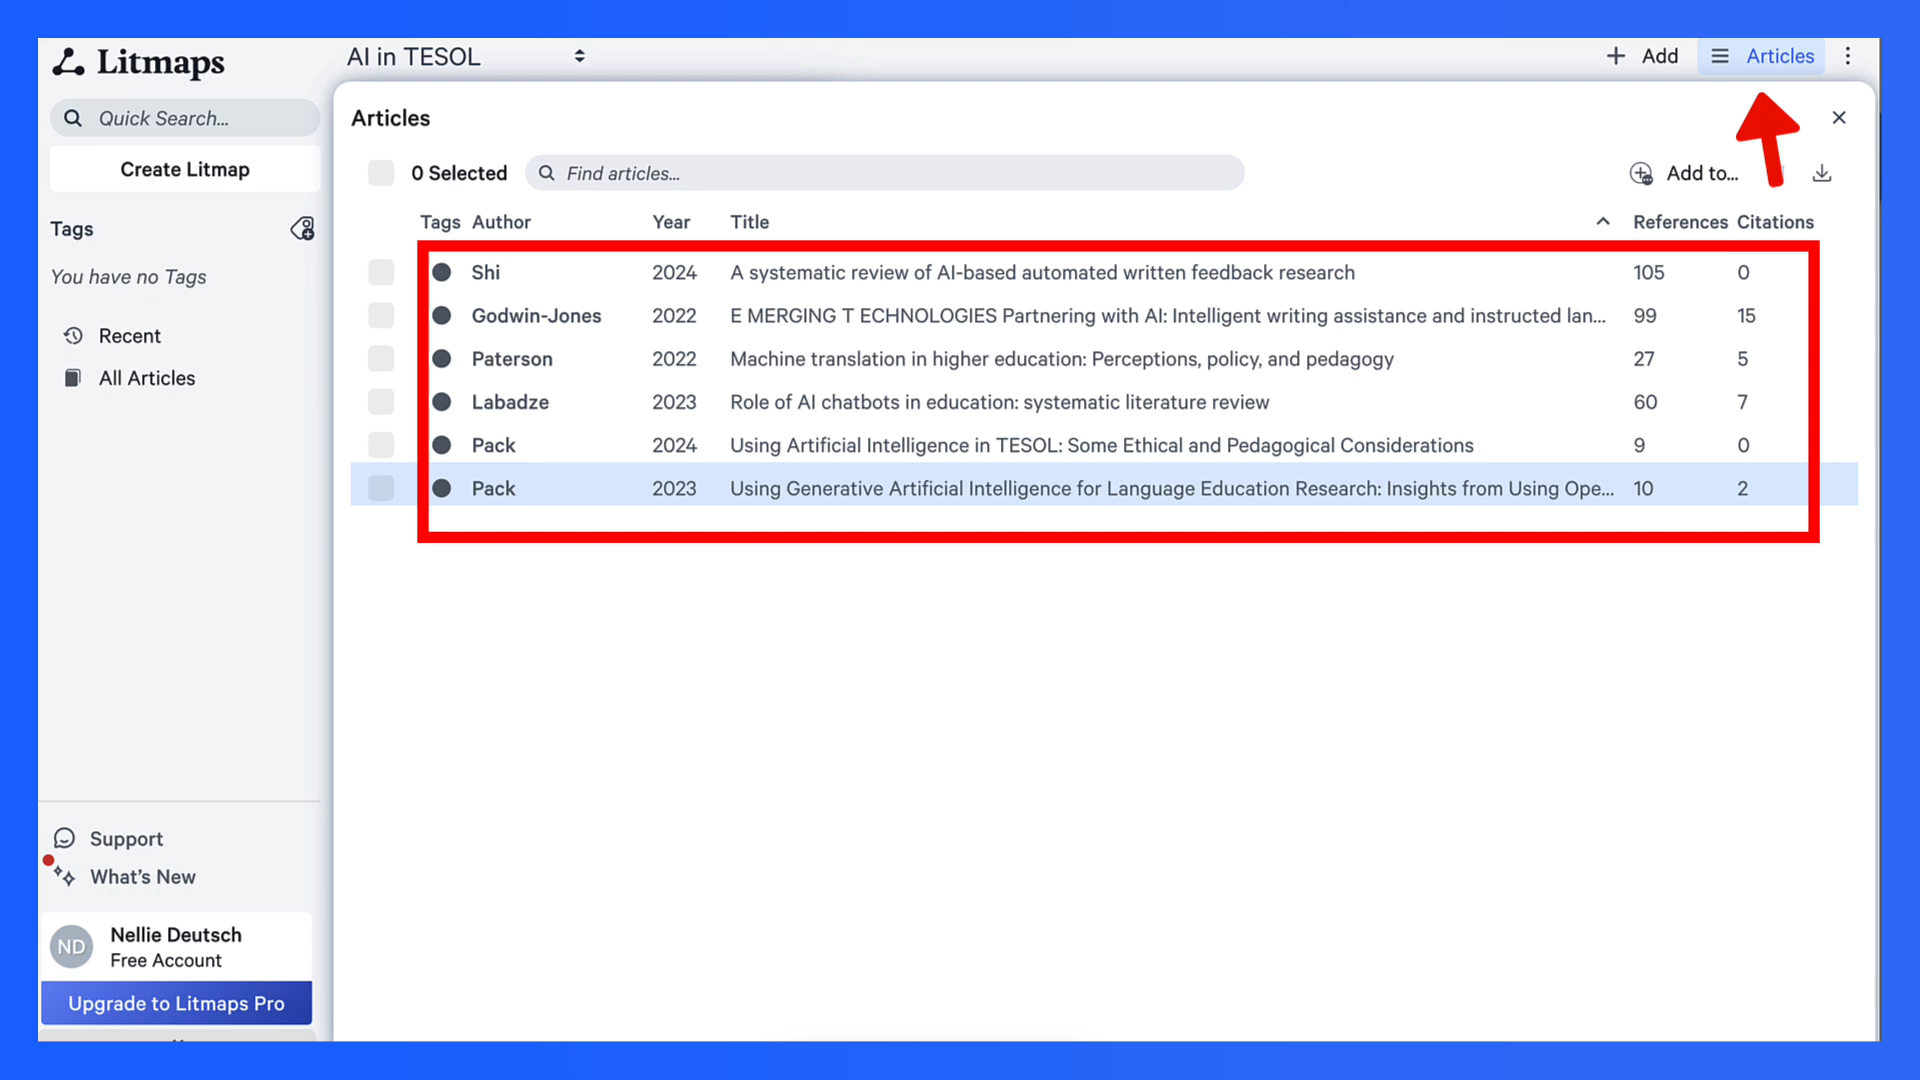 Litmaps
AI in TESOL
Add
Articles
Quick Search...
Create Litmap
Tags
You have no Tags
Recent
All Articles
Articles
0 Selected
Find articles...
Add to...
Tags Author Year Title References Citations
Shi 2024 A systematic review of AI-based automated written feedback research 105 0
Godwin-Jones 2022 E MERGING T ECHNOLOGIES Partnering with AI: Intelligent writing assistance and instructed lan... 99 15
Paterson 2022 Machine translation in higher education: Perceptions, policy, and pedagogy 27 5
Labadze 2023 Role of AI chatbots in education: systematic literature review 60 7
Pack 2024 Using Artificial Intelligence in TESOL: Some Ethical and Pedagogical Considerations 9 0
Pack 2023 Using Generative Artificial Intelligence for Language Education Research: Insights from Using Ope... 10 2
Support
What's New
ND
Nellie Deutsch
Free Account
Upgrade to Litmaps Pro